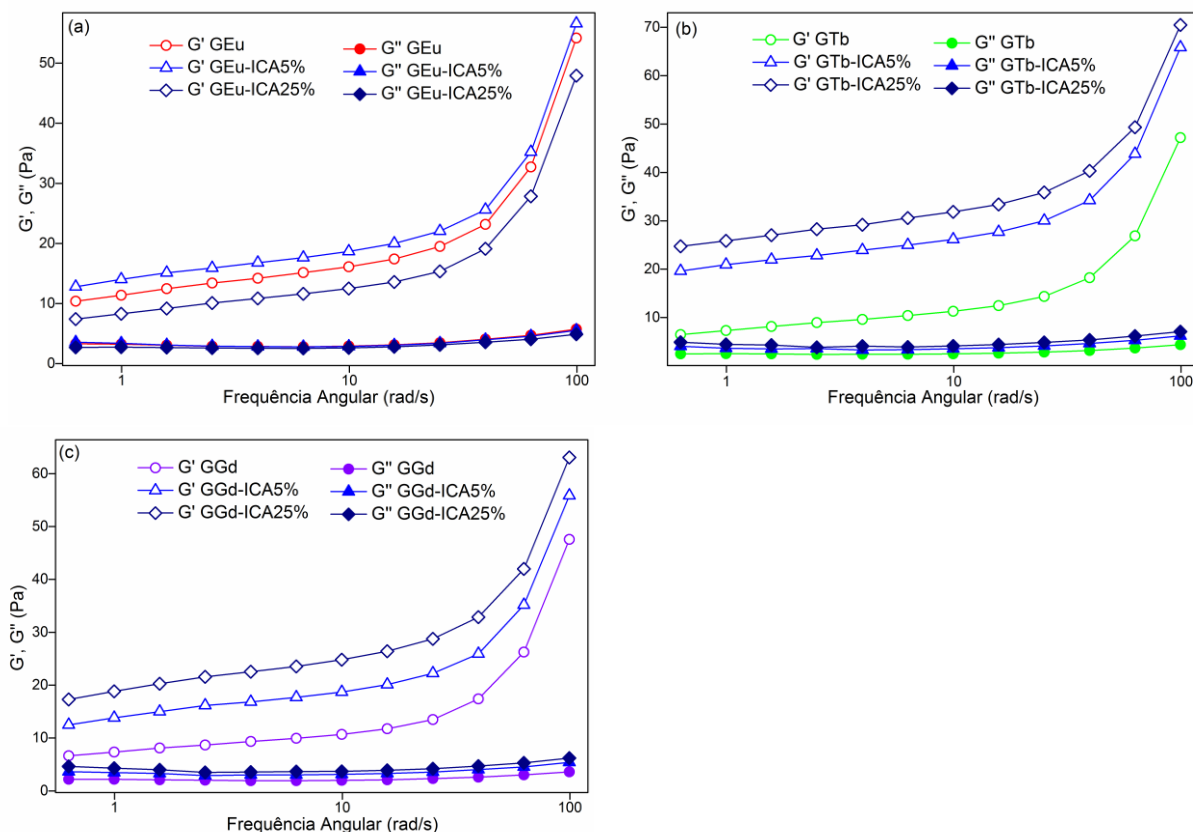 (a)
G' GEu
G'' GEu
G' GEu-ICA5%
G'' GEu-ICA5%
G' GEu-ICA25%
G'' GEu-ICA25%
50
40
30
20
10
0
G', G'' (Pa)
1
10
100
Frequência Angular (rad/s)
(b)
G' GTb
G'' GTb
G' GTb-ICA5%
G'' GTb-ICA5%
G' GTb-ICA25%
G'' GTb-ICA25%
70
60
50
40
30
20
10
G', G'' (Pa)
1
10
100
Frequência Angular (rad/s)
(c)
G' GGd
G'' GGd
G' GGd-ICA5%
G'' GGd-ICA5%
G' GGd-ICA25%
G'' GGd-ICA25%
60
50
40
30
20
10
0
G', G'' (Pa)
1
10
100
Frequência Angular (rad/s)